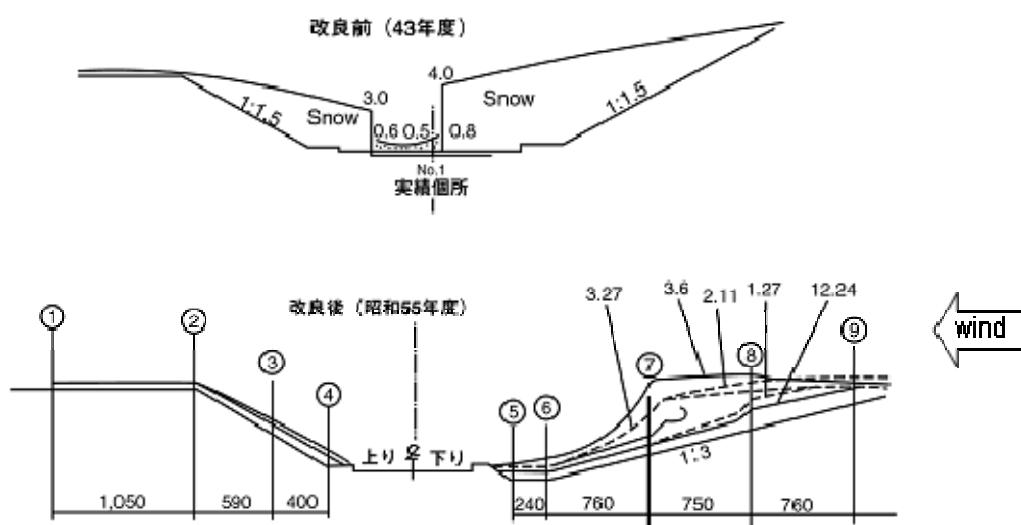 改良前（43年度）
4.0
3.0
Snow
Snow
1:1.5
1:1.5
0.6 0.5 0.8
No.1
実績個所
改良後（昭和55年度）
3.27
3.6
2.11
1.27
12.24
wind
①
②
③
④
⑤
⑥
⑦
⑧
⑨
上り
下り
1:3
1,050
590
400
240
760
750
760